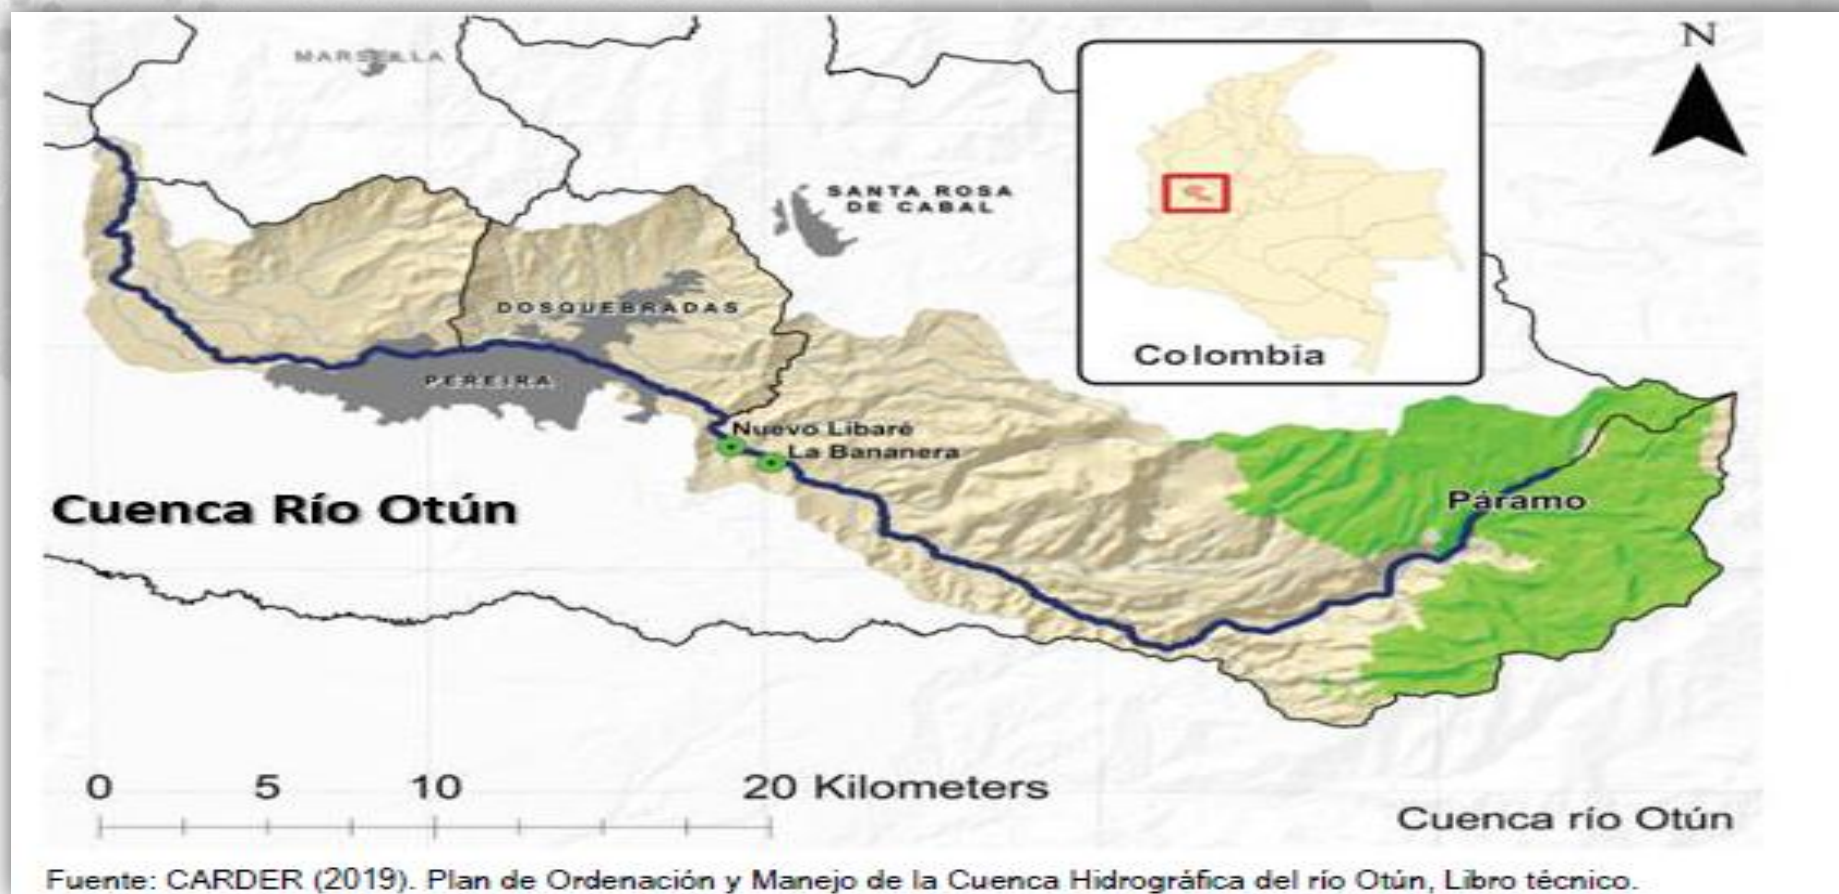 MARSELLA
N
SANTA ROSA
DE CABAL
DOSQUEBRADAS
PEREIRA
Colombia
Nuevo Libaré
La Bananera
Páramo
Cuenca Río Otún
0 5 10 20 Kilometers
Cuenca río Otún
Fuente: CARDER (2019). Plan de Ordenación y Manejo de la Cuenca Hidrográfica del río Otún, Libro técnico.